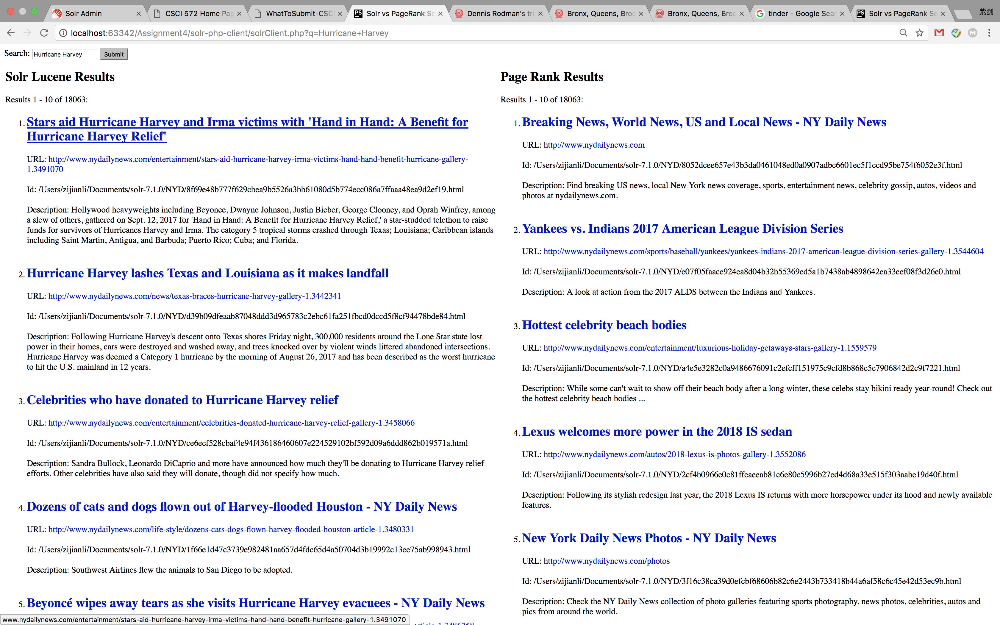 Solr Admin
CSCI 572 Home Pag
WhatToSubmit-CSC
Solr vs PageRank Se
Dennis Rodman's tri
Bronx, Queens, Broo
Bronx, Queens, Broo
tinder - Google Sear
Solr vs PageRank Se
紫剑
localhost:63342/Assignment4/solr-php-client/solrClient.php?q=Hurricane+Harvey
Search: Hurricane Harvey Submit
Solr Lucene Results
Results 1 - 10 of 18063:
1. Stars aid Hurricane Harvey and Irma victims with 'Hand in Hand: A Benefit for
Hurricane Harvey Relief'
URL: http://www.nydailynews.com/entertainment/stars-aid-hurricane-harvey-irma-victims-hand-hand-benefit-hurricane-gallery-
1.3491070
Id: /Users/zijianli/Documents/solr-7.1.0/NYD/8f69e48b777f629cbea9b5526a3bb61080d5b774ecc086a7ffaaa48ea9d2ef19.html
Description: Hollywood heavyweights including Beyonce, Dwayne Johnson, Justin Bieber, George Clooney, and Oprah Winfrey, among
a slew of others, gathered on Sept. 12, 2017 for 'Hand in Hand: A Benefit for Hurricane Harvey Relief,' a star-studded telethon to raise
funds for survivors of Hurricanes Harvey and Irma. The category 5 tropical storms crashed through Texas; Louisiana; Caribbean islands
including Saint Martin, Antigua, and Barbuda; Puerto Rico; Cuba; and Florida.
2. Hurricane Harvey lashes Texas and Louisiana as it makes landfall
URL: http://www.nydailynews.com/news/texas-braces-hurricane-harvey-gallery-1.3442341
Id: /Users/zijianli/Documents/solr-7.1.0/NYD/d39b09dfeaab87048ddd3d965783c2ebc61fa251fbcd0dccd5f8cf94478bde84.html
Description: Following Hurricane Harvey's descent onto Texas shores Friday night, 300,000 residents around the Lone Star state lost
power in their homes, cars were destroyed and washed away, and trees knocked over by violent winds littered abandoned intersections.
Hurricane Harvey was deemed a Category 1 hurricane by the morning of August 26, 2017 and has been described as the worst hurricane
to hit the U.S. mainland in 12 years.
3. Celebrities who have donated to Hurricane Harvey relief
URL: http://www.nydailynews.com/entertainment/celebrities-donated-hurricane-harvey-relief-gallery-1.3458066
Id: /Users/zijianli/Documents/solr-7.1.0/NYD/ce6ecf528cbaf4e94f436186460607e224529102bf592d09a6ddd862b019571a.html
Description: Sandra Bullock, Leonardo DiCaprio and more have announced how much they'll be donating to Hurricane Harvey relief
efforts. Other celebrities have also said they will donate, though did not specify how much.
4. Dozens of cats and dogs flown out of Harvey-flooded Houston - NY Daily News
URL: http://www.nydailynews.com/life-style/dozens-cats-dogs-flown-harvey-flooded-houston-article-1.3480331
Id: /Users/zijianli/Documents/solr-7.1.0/NYD/1f66e1d47c3739e982481aa657d4fdc65d4a50704d3b19992c13ee75ab998943.html
Description: Southwest Airlines flew the animals to San Diego to be adopted.
5. Beyoncé wipes away tears as she visits Hurricane Harvey evacuees - NY Daily News
www.nydailynews.com/entertainment/stars-aid-hurricane-harvey-irma-victims-hand-hand-benefit-hurricane-gallery-1.3491070
Page Rank Results
Results 1 - 10 of 18063:
1. Breaking News, World News, US and Local News - NY Daily News
URL: http://www.nydailynews.com
Id: /Users/zijianli/Documents/solr-7.1.0/NYD/8052dcee657e43b3da0461048ed0a0907adbc6601ec5f1ccd95be754f6052e3f.html
Description: Find breaking US news, local New York news coverage, sports, entertainment news, celebrity gossip, autos, videos and
photos at nydailynews.com.
2. Yankees vs. Indians 2017 American League Division Series
URL: http://www.nydailynews.com/sports/baseball/yankees/yankees-indians-2017-american-league-division-series-gallery-1.3544604
Id: /Users/zijianli/Documents/solr-7.1.0/NYD/e07f05faace924ea8d04b32b55369ed5a1b7438ab4898642ea33eef08f3d26e0.html
Description: A look at action from the 2017 ALDS between the Indians and Yankees.
3. Hottest celebrity beach bodies
URL: http://www.nydailynews.com/entertainment/luxurious-holiday-getaways-stars-gallery-1.1559579
Id: /Users/zijianli/Documents/solr-7.1.0/NYD/a4e5e3282c0a9486676091c2efcff151975c9cfd8b868c5c7906842d2c9f7221.html
Description: While some can't wait to show off their beach body after a long winter, these celebs stay bikini ready year-round! Check out
the hottest celebrity beach bodies ...
4. Lexus welcomes more power in the 2018 IS sedan
URL: http://www.nydailynews.com/autos/2018-lexus-is-photos-gallery-1.3552086
Id: /Users/zijianli/Documents/solr-7.1.0/NYD/2cf4b0966e0c81ffeaeeab81c6e80c5996b27ed4d68a33e515f303aabe19d40f.html
Description: Following its stylish redesign last year, the 2018 Lexus IS returns with more horsepower under its hood and newly available
features.
5. New York Daily News Photos - NY Daily News
URL: http://www.nydailynews.com/photos
Id: /Users/zijianli/Documents/solr-7.1.0/NYD/3f16c38ca39d0efcbf68606b82c6e2443b733418b44a6af58c6c45e42d53ec9b.html
Description: Check the NY Daily News collection of photo galleries featuring sports photography, news photos, celebrities, autos and
pics from around the world.